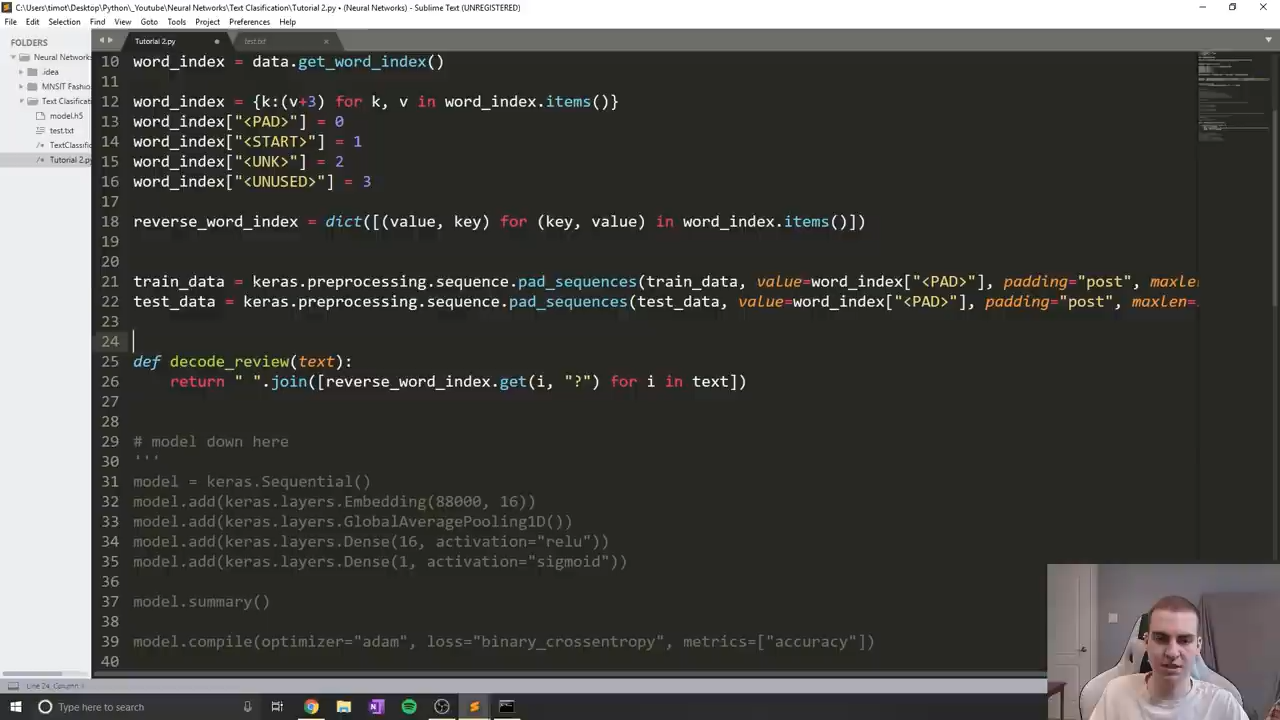 C:\Users\timot\Desktop\Python\_Youtube\Neural Networks\Text Clasification\Tutorial 2.py • (Neural Networks) - Sublime Text (UNREGISTERED)
File Edit Selection Find View Goto Tools Project Preferences Help
FOLDERS
Neural Networks
.idea
MNSIT Fashio
Text Clasificati
model.h5
test.txt
TextClassific
Tutorial 2.py
Tutorial 2.py
test.txt
10 word_index = data.get_word_index()
11
12 word_index = {k:(v+3) for k, v in word_index.items()}
13 word_index["<PAD>"] = 0
14 word_index["<START>"] = 1
15 word_index["<UNK>"] = 2
16 word_index["<UNUSED>"] = 3
17
18 reverse_word_index = dict([(value, key) for (key, value) in word_index.items()])
19
20
21 train_data = keras.preprocessing.sequence.pad_sequences(train_data, value=word_index["<PAD>"], padding="post", maxle
22 test_data = keras.preprocessing.sequence.pad_sequences(test_data, value=word_index["<PAD>"], padding="post", maxlen=
23
24
25 def decode_review(text):
26 return " ".join([reverse_word_index.get(i, "?") for i in text])
27
28
29 # model down here
30 '''
31 model = keras.Sequential()
32 model.add(keras.layers.Embedding(88000, 16))
33 model.add(keras.layers.GlobalAveragePooling1D())
34 model.add(keras.layers.Dense(16, activation="relu"))
35 model.add(keras.layers.Dense(1, activation="sigmoid"))
36
37 model.summary()
38
39 model.compile(optimizer="adam", loss="binary_crossentropy", metrics=["accuracy"])
40
Line 24, Column
Type here to search